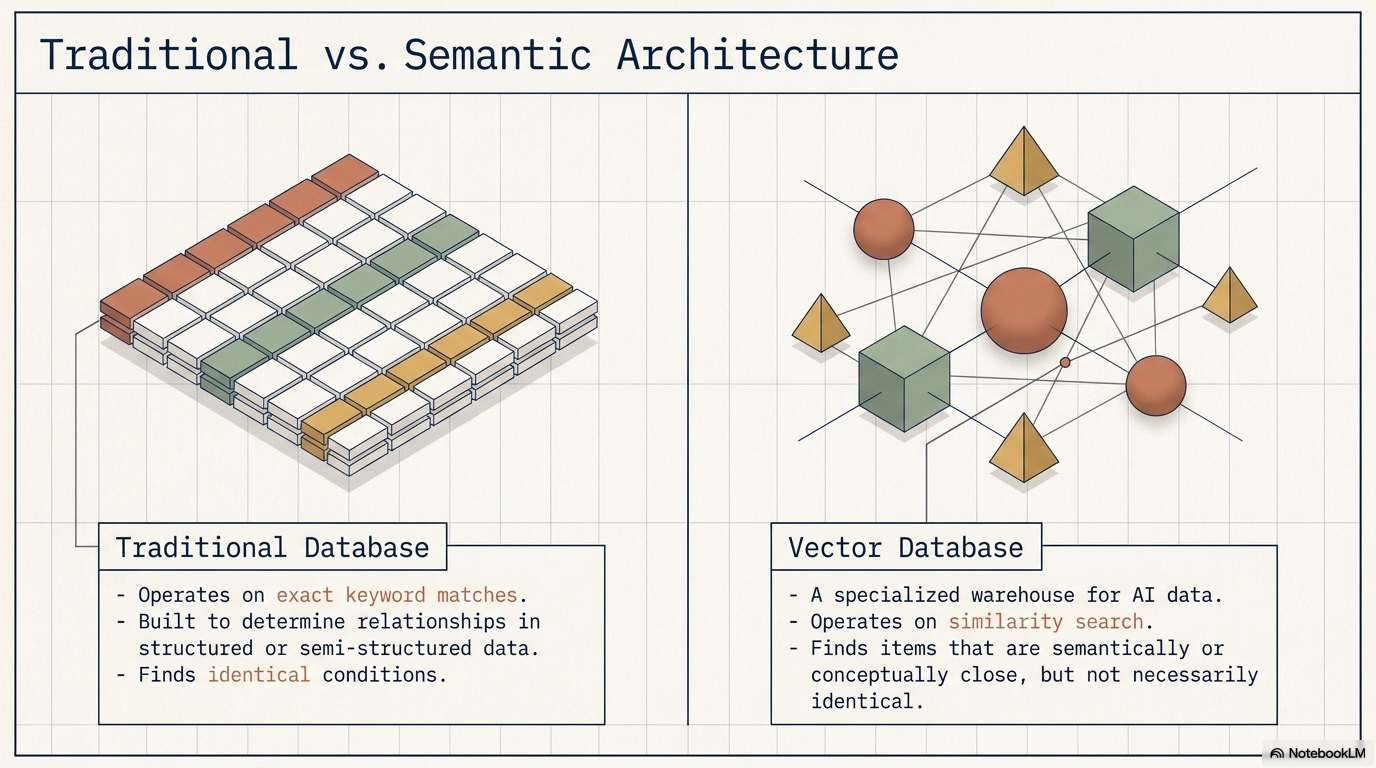 Traditional vs. Semantic Architecture
Traditional Database
- Operates on exact keyword matches.
- Built to determine relationships in
structured or semi-structured data.
- Finds identical conditions.
Vector Database
- A specialized warehouse for AI data.
- Operates on similarity search.
- Finds items that are semantically or
conceptually close, but not necessarily
identical.
NotebookLM